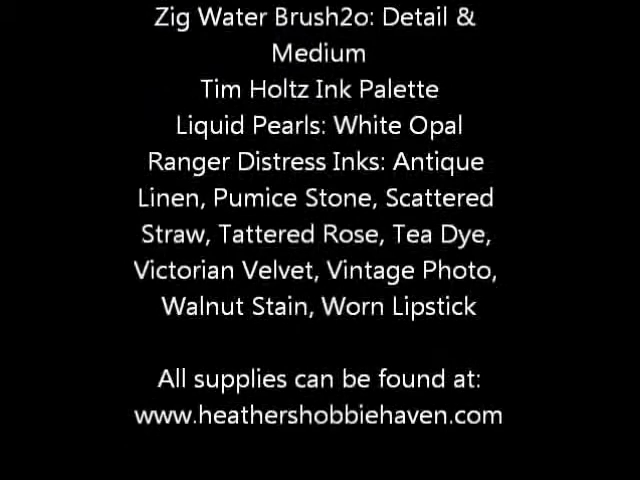 Zig Water Brush2o: Detail &
Medium
Tim Holtz Ink Palette
Liquid Pearls: White Opal
Ranger Distress Inks: Antique
Linen, Pumice Stone, Scattered
Straw, Tattered Rose, Tea Dye,
Victorian Velvet, Vintage Photo,
Walnut Stain, Worn Lipstick
All supplies can be found at:
www.heathershobbiehaven.com